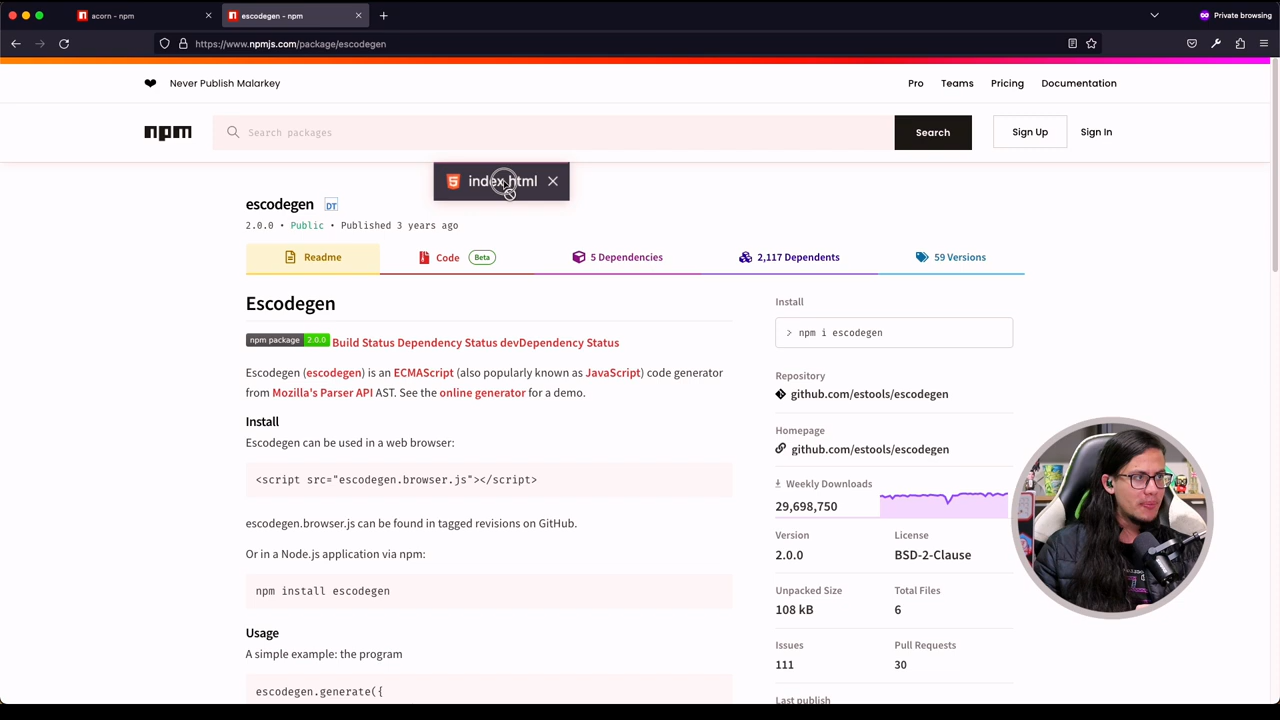 acorn - npm
escodegen - npm
Private browsing
https://www.npmjs.com/package/escodegen
Never Publish Malarkey
Pro
Teams
Pricing
Documentation
npm
Search packages
Search
Sign Up
Sign In
index.html
escodegen
DT
2.0.0 • Public • Published 3 years ago
Readme
Code
Beta
5 Dependencies
2,117 Dependents
59 Versions
Escodegen
npm package 2.0.0 Build Status Dependency Status devDependency Status
Escodegen (escodegen) is an ECMAScript (also popularly known as JavaScript) code generator
from Mozilla's Parser API AST. See the online generator for a demo.
Install
Escodegen can be used in a web browser:
<script src="escodegen.browser.js"></script>
escodegen.browser.js can be found in tagged revisions on GitHub.
Or in a Node.js application via npm:
npm install escodegen
Usage
A simple example: the program
escodegen.generate({
Install
> npm i escodegen
Repository
github.com/estools/escodegen
Homepage
github.com/estools/escodegen
Weekly Downloads
29,698,750
Version
License
2.0.0
BSD-2-Clause
Unpacked Size
Total Files
108 kB
6
Issues
Pull Requests
111
30
Last publish